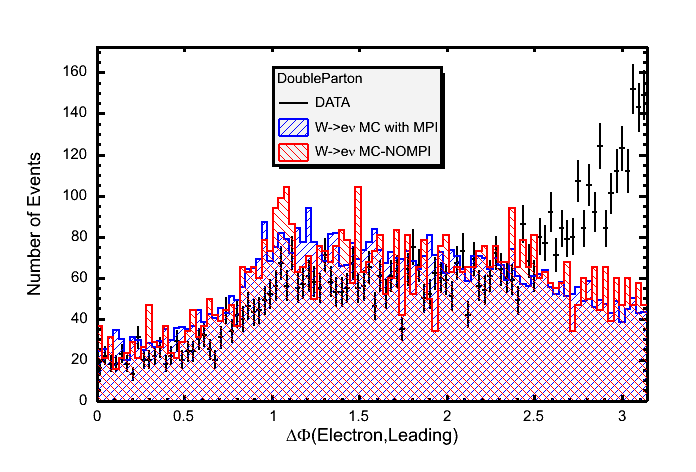 DoubleParton
DATA
W->eν MC with MPI
W->eν MC-NOMPI
Number of Events
160
140
120
100
80
60
40
20
0
0 0.5 1 1.5 2 2.5 3
ΔΦ(Electron,Leading)